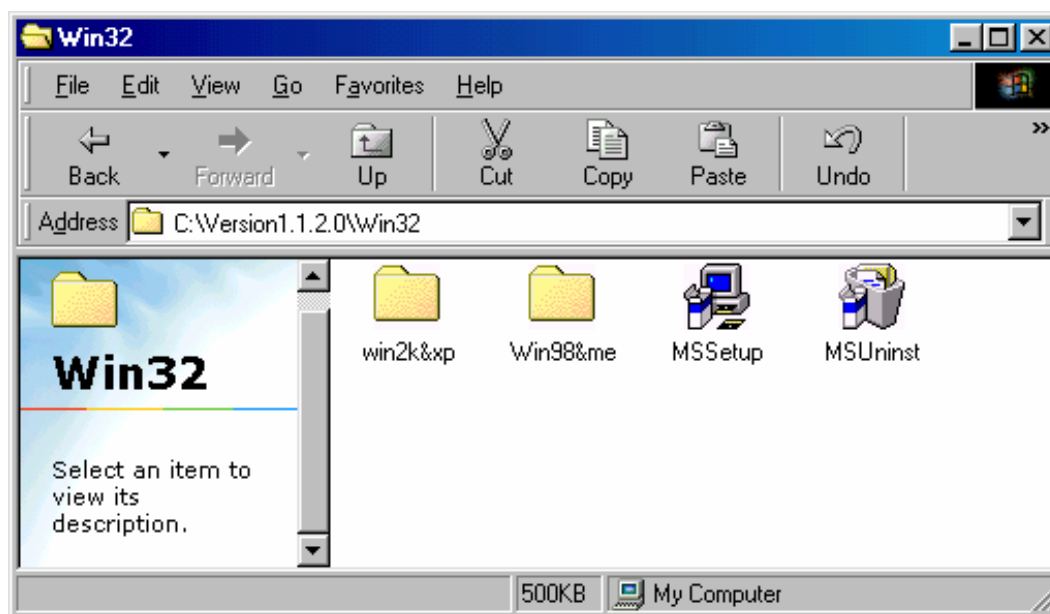 Win32
File Edit View Go Favorites Help
»
Back Forward Up Cut Copy Paste Undo
Address C:\Version1.1.2.0\Win32
win2k&xp Win98&me MSSetup MSUninst
Win32
Select an item to
view its
description.
500KB My Computer